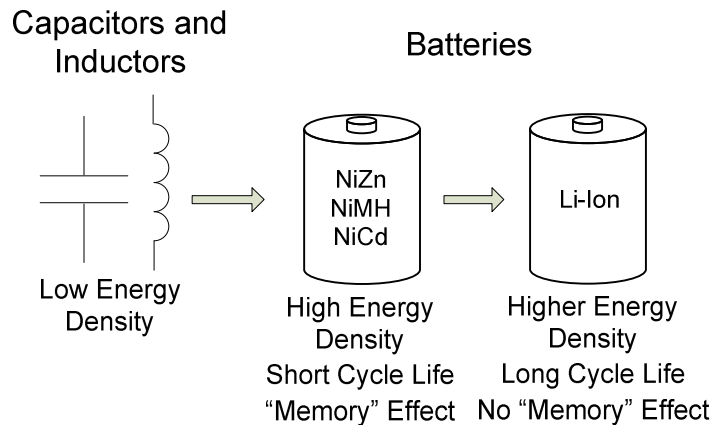 Capacitors and
Inductors
Batteries
NiZn
NiMH
NiCd
Li-Ion
Low Energy
Density
High Energy
Density
Short Cycle Life
“Memory” Effect
Higher Energy
Density
Long Cycle Life
No “Memory” Effect